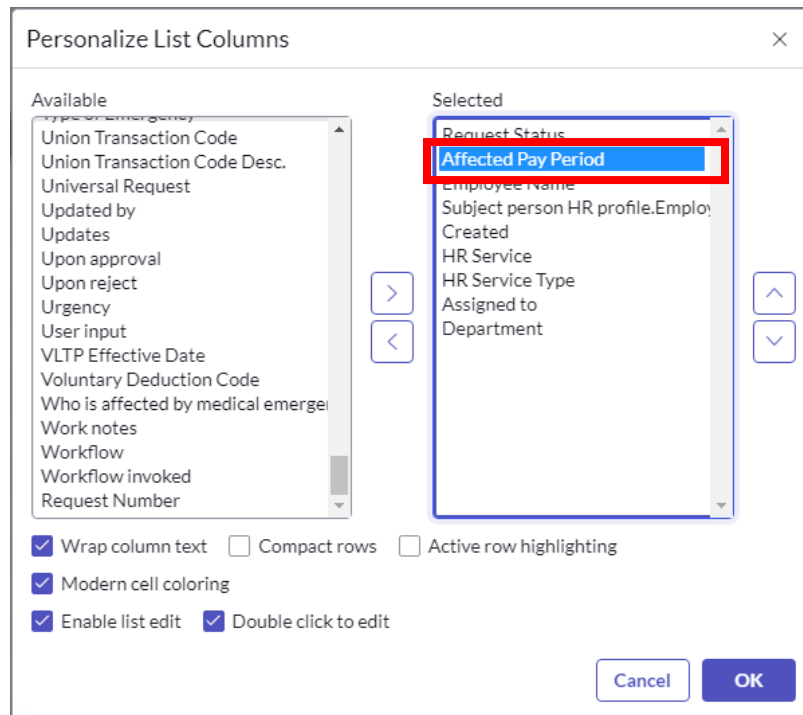 Personalize List Columns
Available
Type of Emergency
Union Transaction Code
Union Transaction Code Desc.
Universal Request
Updated by
Updates
Upon approval
Upon reject
Urgency
User input
VLTP Effective Date
Voluntary Deduction Code
Who is affected by medical emerge
Work notes
Workflow
Workflow invoked
Request Number
Selected
Request Status
Affected Pay Period
Employee Name
Subject person HR profile.Employ
Created
HR Service
HR Service Type
Assigned to
Department
Wrap column text Compact rows Active row highlighting
Modern cell coloring
Enable list edit Double click to edit
Cancel OK